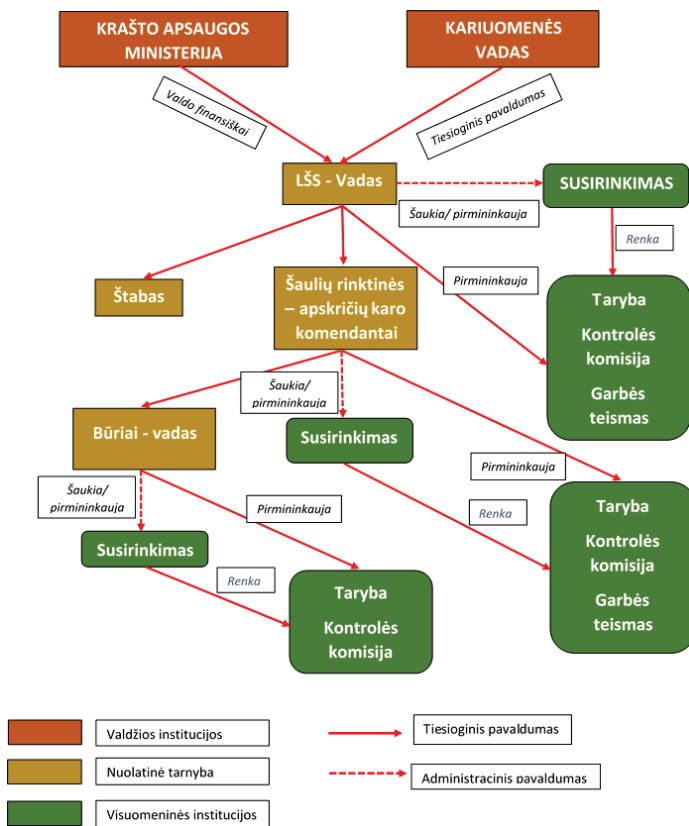 KRAŠTO APSAUGOS
MINISTERIJA
KARIUOMENĖS
VADAS
Valdo finansiškai
Tiesioginis pavaldumas
LŠS - Vadas
SUSIRINKIMAS
Šaukia/ pirmininkauja
Renka
Štabas
Šaulių rinktinės
– apskričių karo
komendantai
Pirmininkauja
Taryba
Kontrolės
komisija
Garbės
teismas
Šaukia/
pirmininkauja
Būriai - vadas
Susirinkimas
Pirmininkauja
Šaukia/
pirmininkauja
Pirmininkauja
Renka
Taryba
Kontrolės
komisija
Garbės
teismas
Susirinkimas
Renka
Taryba
Kontrolės
komisija
Valdžios institucijos
Tiesioginis pavaldumas
Nuolatinė tarnyba
Administracinis pavaldumas
Visuomeninės institucijos